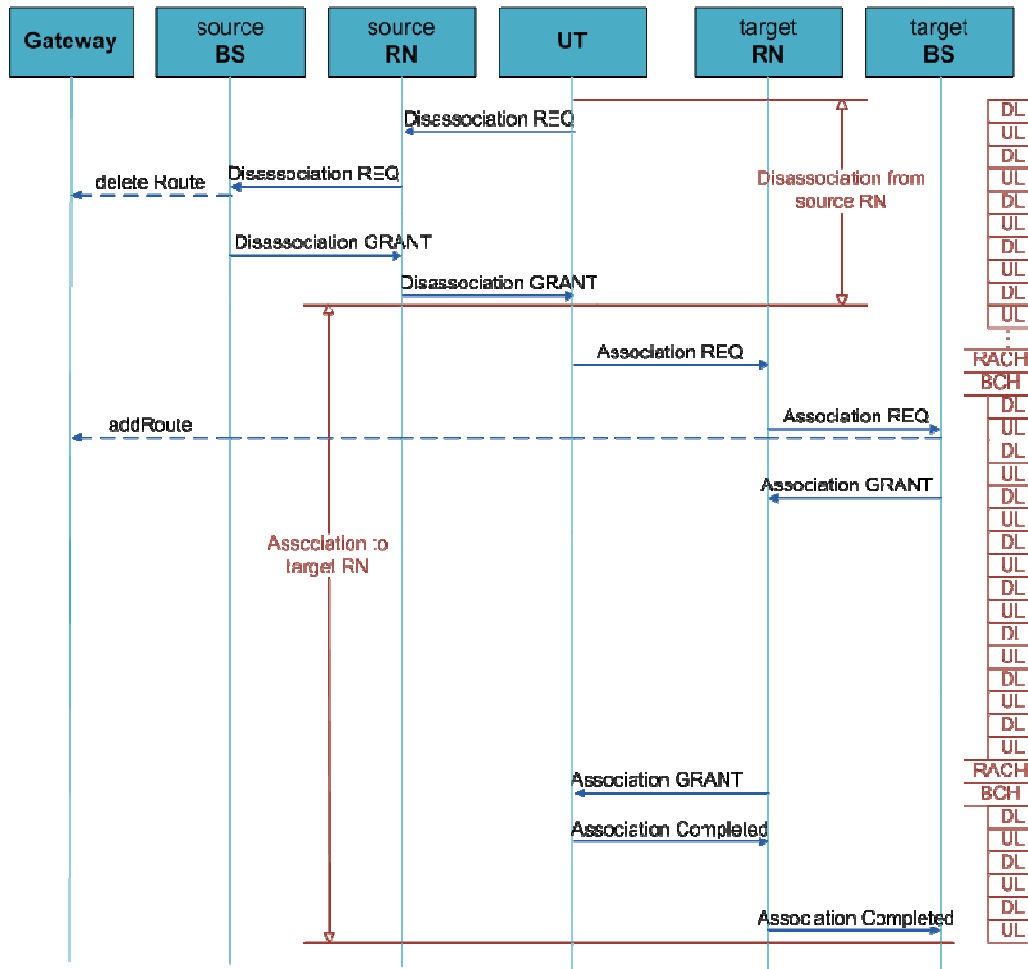 Gateway
source
BS
source
RN
UT
target
RN
target
BS
Disassociation REQ
Disassociation REQ
delete Route
Disassociation from
source RN
Disassociation GRANT
Disassociation GRANT
Association REQ
Association REQ
addRoute
Association GRANT
Association to
target RN
Association GRANT
Association Completed
Association Completed
DL
UL
DL
UL
DL
UL
DL
UL
DL
UL
RACH
BCH
DL
UL
DL
UL
DL
UL
DL
UL
DL
UL
DL
UL
DL
UL
DL
UL
RACH
BCH
DL
UL
DL
UL
DL
UL